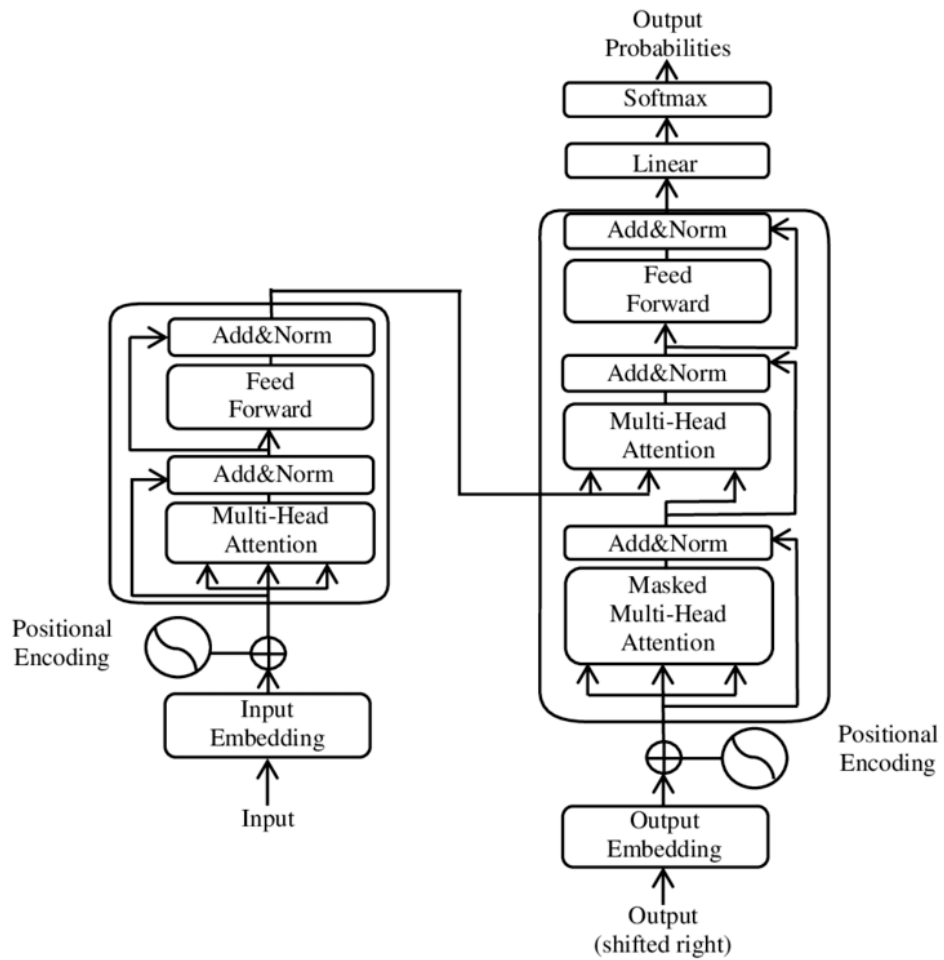 Output
Probabilities
Softmax
Linear
Add&Norm
Feed
Forward
Add&Norm
Multi-Head
Attention
Add&Norm
Masked
Multi-Head
Attention
Positional
Encoding
Output
Embedding
Output
(shifted right)
Add&Norm
Feed
Forward
Add&Norm
Multi-Head
Attention
Positional
Encoding
Input
Embedding
Input